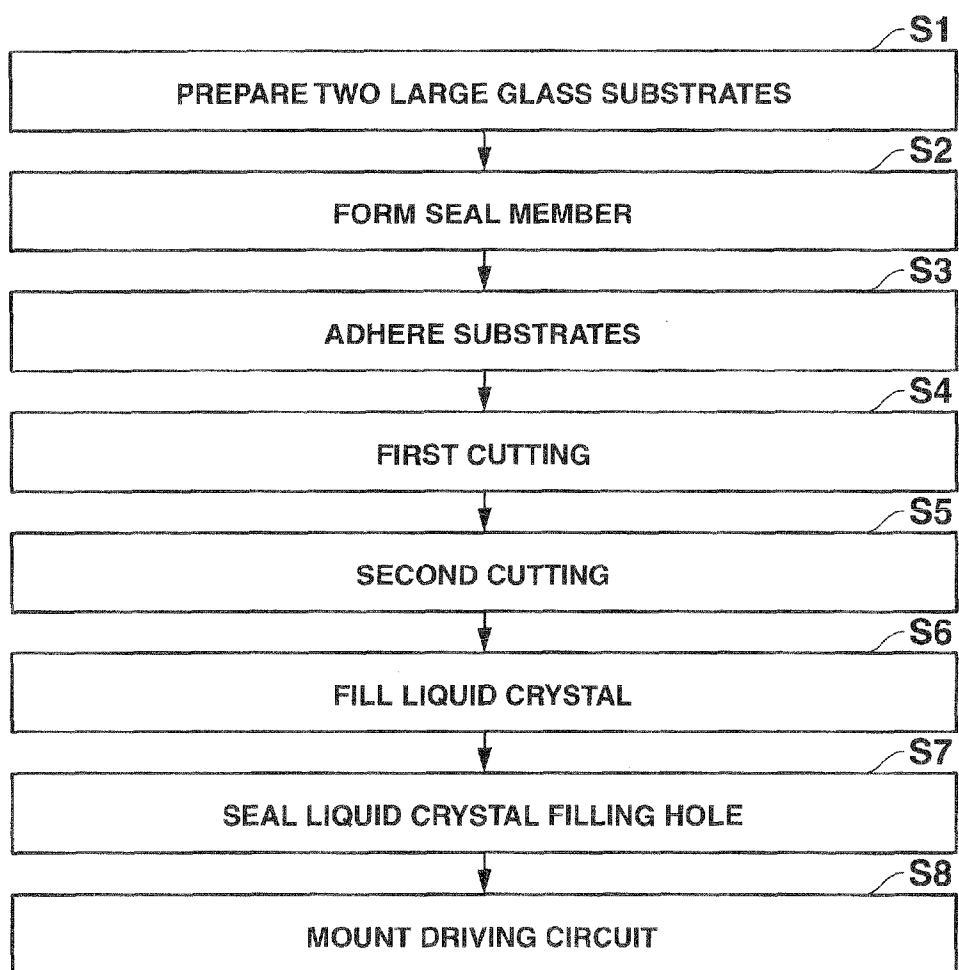 S1
PREPARE TWO LARGE GLASS SUBSTRATES
S2
FORM SEAL MEMBER
S3
ADHERE SUBSTRATES
S4
FIRST CUTTING
S5
SECOND CUTTING
S6
FILL LIQUID CRYSTAL
S7
SEAL LIQUID CRYSTAL FILLING HOLE
S8
MOUNT DRIVING CIRCUIT